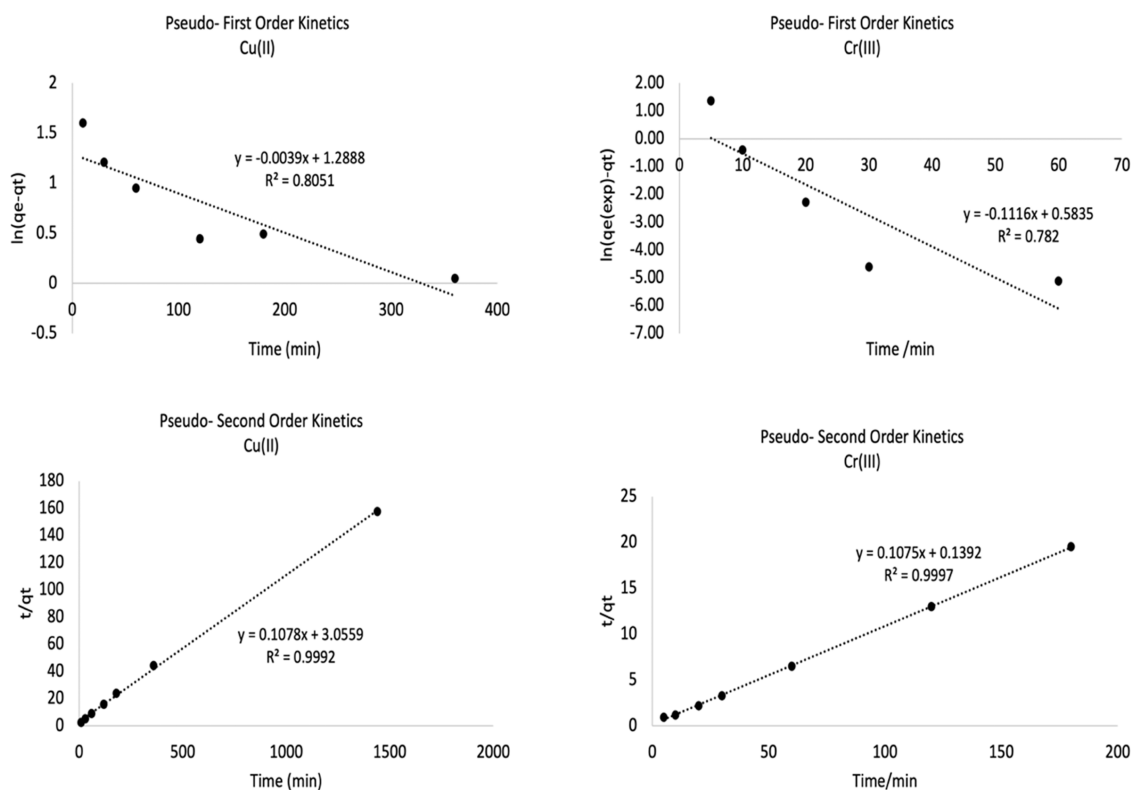 Pseudo- First Order Kinetics
Cu(II)
2
1.5
1
0.5
0
-0.5
0
100
200
300
400
ln(qe-qt)
Time (min)
y = -0.0039x + 1.2888
R² = 0.8051
Pseudo- First Order Kinetics
Cr(III)
2.00
1.00
0.00
-1.00
-2.00
-3.00
-4.00
-5.00
-6.00
-7.00
0
10
20
30
40
50
60
70
ln(qe(exp)-qt)
Time /min
y = -0.1116x + 0.5835
R² = 0.782
Pseudo- Second Order Kinetics
Cu(II)
180
160
140
120
100
80
60
40
20
0
0
500
1000
1500
2000
t/qt
Time (min)
y = 0.1078x + 3.0559
R² = 0.9992
Pseudo- Second Order Kinetics
Cr(III)
25
20
15
10
5
0
0
50
100
150
200
t/qt
Time/min
y = 0.1075x + 0.1392
R² = 0.9997